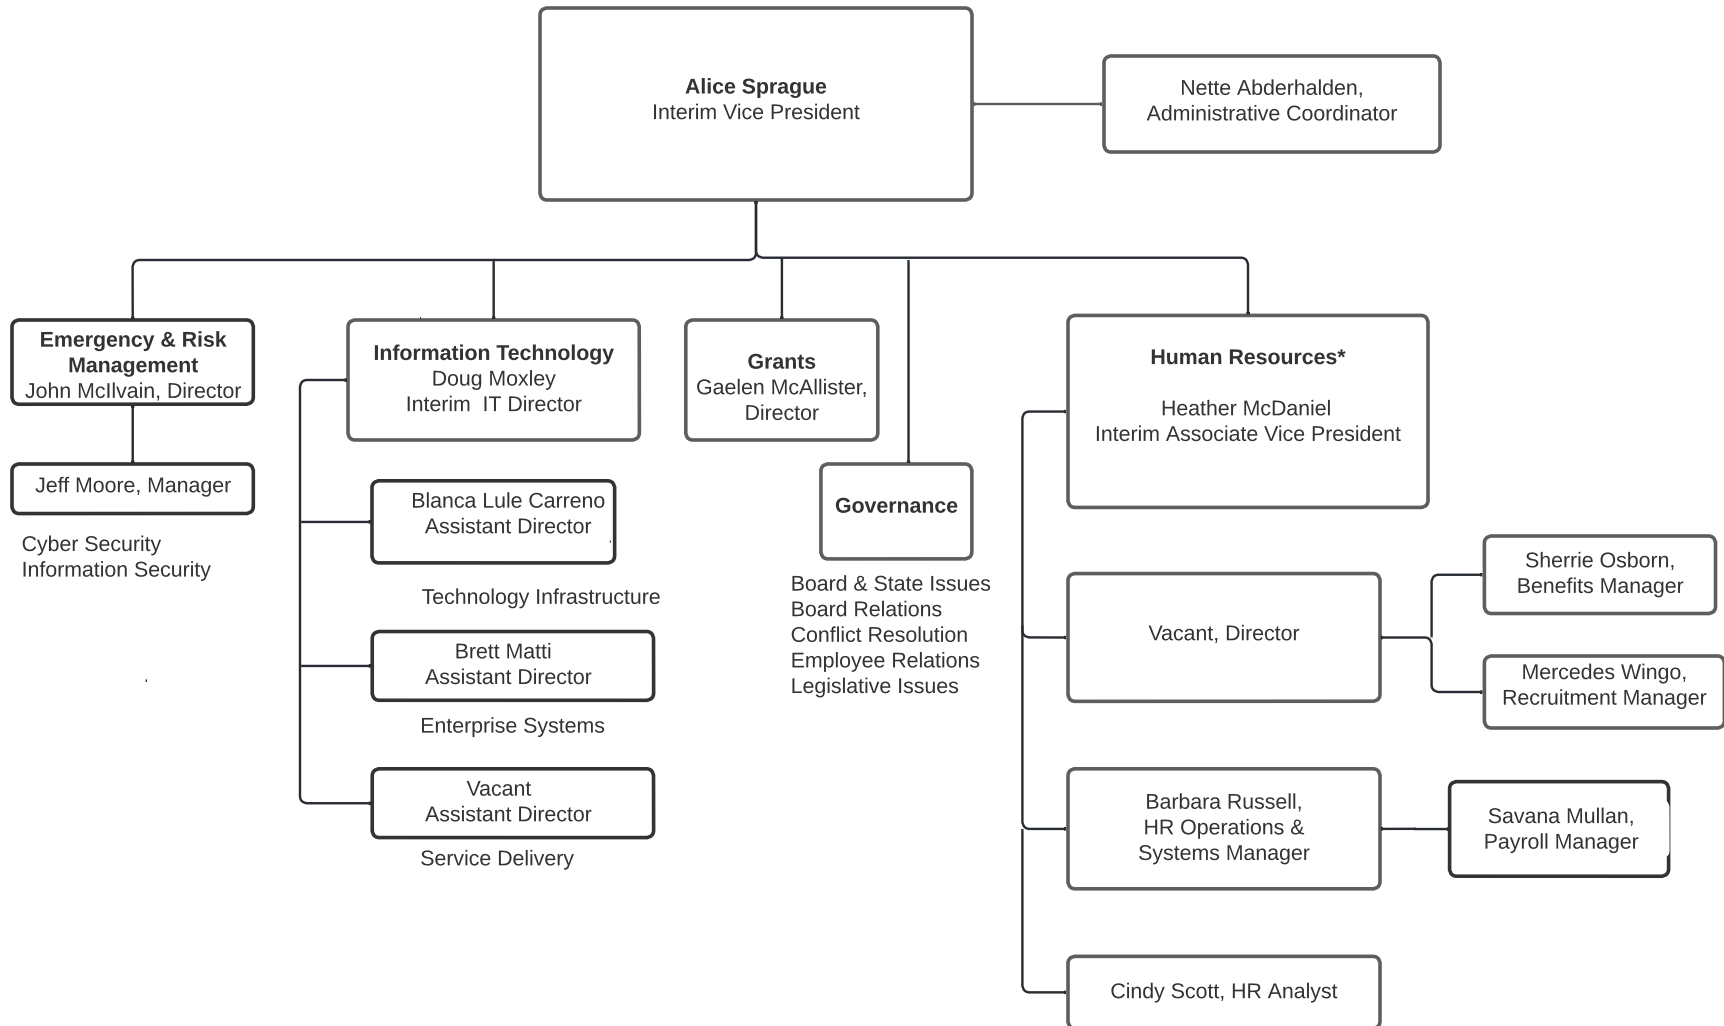 Alice Sprague
Interim Vice President
Nette Abderhalden,
Administrative Coordinator
Emergency & Risk
Management
John McIlvain, Director
Jeff Moore, Manager
Cyber Security
Information Security
Information Technology
Doug Moxley
Interim  IT Director
Blanca Lule Carreno
Assistant Director
Technology Infrastructure
Brett Matti
Assistant Director
Enterprise Systems
Vacant
Assistant Director
Service Delivery
Grants
Gaelen McAllister,
Director
Governance
Board & State Issues
Board Relations
Conflict Resolution
Employee Relations
Legislative Issues
Human Resources*
Heather McDaniel
Interim Associate Vice President
Vacant, Director
Sherrie Osborn,
Benefits Manager
Mercedes Wingo,
Recruitment Manager
Barbara Russell,
HR Operations &
Systems Manager
Savana Mullan,
Payroll Manager
Cindy Scott, HR Analyst